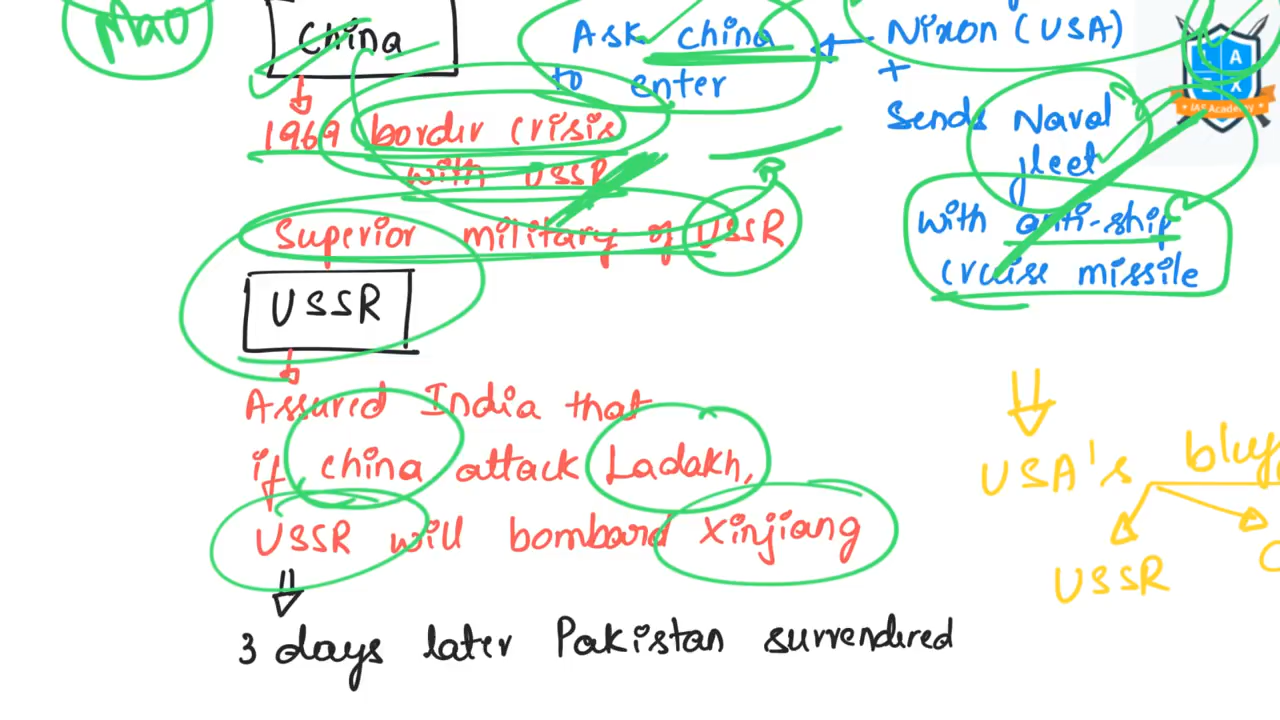 Mao
China
1969 border crisis
with USSR
Superior military of USSR
Ask china
to enter
Nixon (USA)
+
Sends Naval
fleet
with anti-ship
cruise missile
L A
E X
IAS Academy
USSR
Assured India that
if china attack Ladakh,
USSR will bombard Xinjiang
3 days later Pakistan surrendered
USA's
USSR